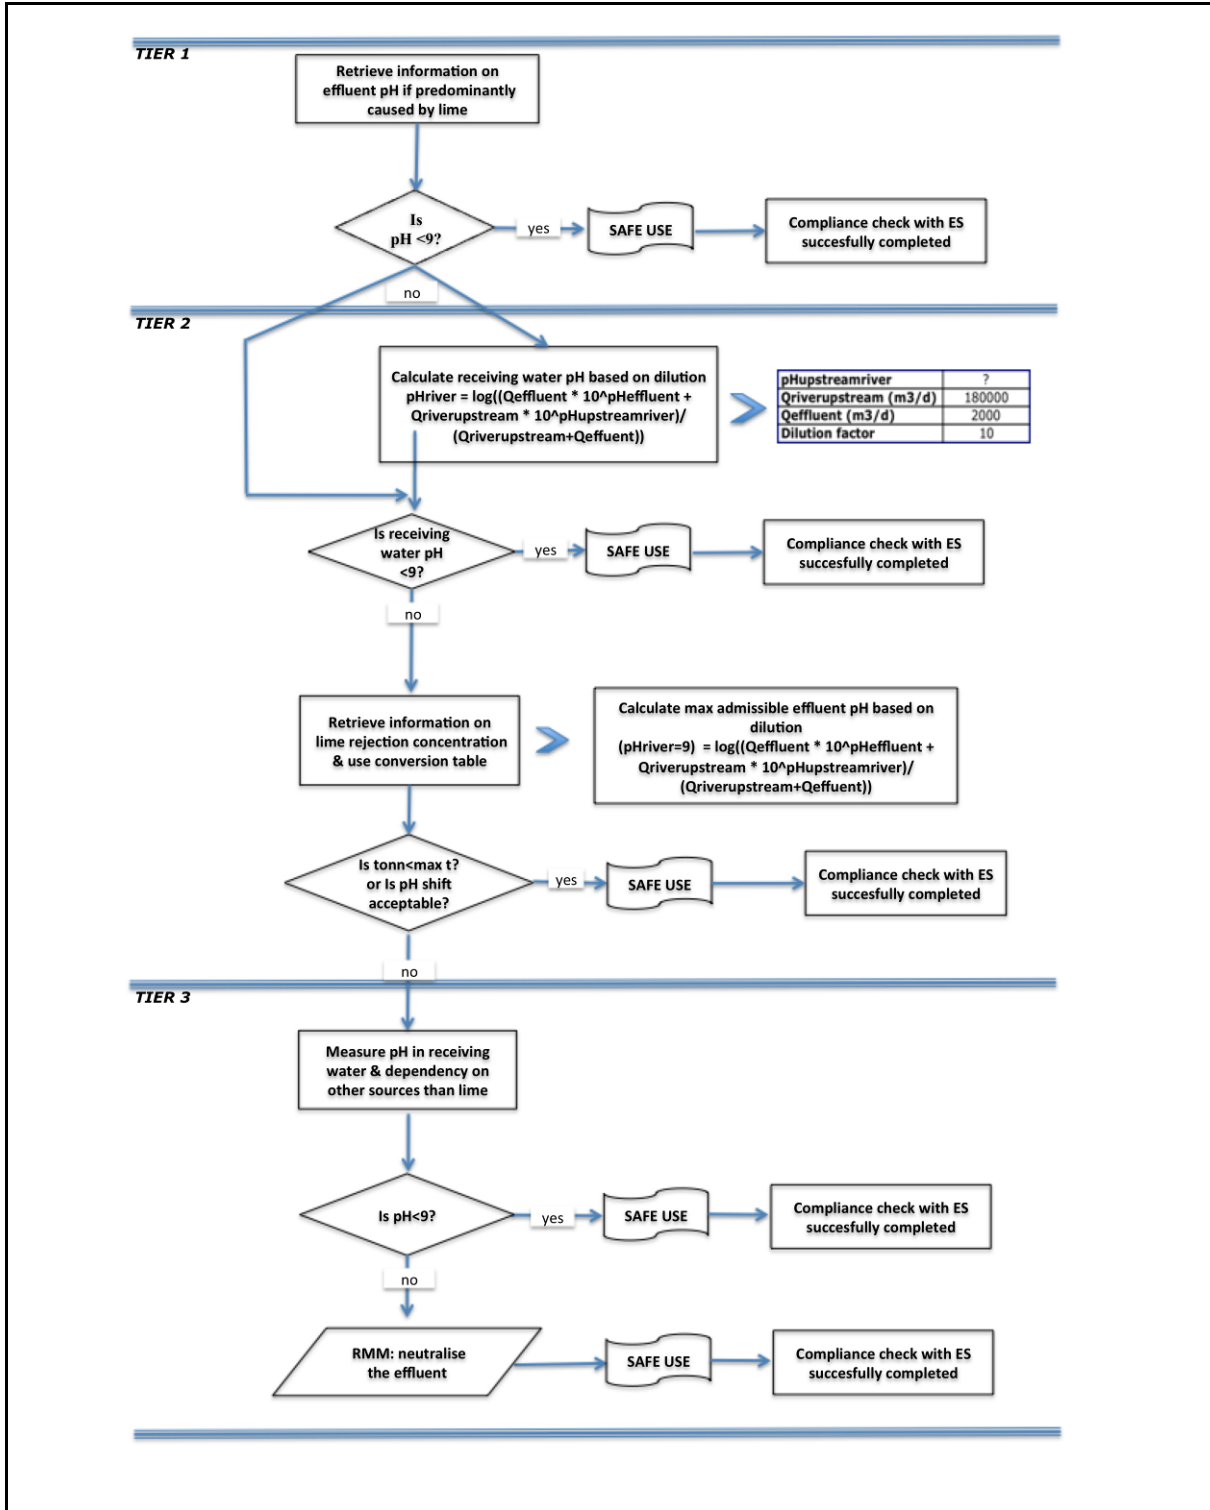 TIER 1
Retrieve information on
effluent pH if predominantly
caused by lime
Is
pH <9?
yes
SAFE USE
Compliance check with ES
succesfully completed
no
TIER 2
Calculate receiving water pH based on dilution
pHriver = log((Qeffluent * 10^pHeffluent +
Qriverupstream * 10^pHupstreamriver)/
(Qriverupstream+Qeffuent))
pHupstreamriver ?
Qriverupstream (m3/d) 180000
Qeffluent (m3/d) 2000
Dilution factor 10
Is receiving
water pH
<9?
yes
SAFE USE
Compliance check with ES
succesfully completed
no
Retrieve information on
lime rejection concentration
& use conversion table
Calculate max admissible effluent pH based on
dilution
(pHriver=9) = log((Qeffluent * 10^pHeffluent +
Qriverupstream * 10^pHupstreamriver)/
(Qriverupstream+Qeffuent))
Is tonn<max t?
or Is pH shift
acceptable?
yes
SAFE USE
Compliance check with ES
succesfully completed
no
TIER 3
Measure pH in receiving
water & dependency on
other sources than lime
Is pH<9?
yes
SAFE USE
Compliance check with ES
succesfully completed
no
RMM: neutralise
the effluent
SAFE USE
Compliance check with ES
succesfully completed